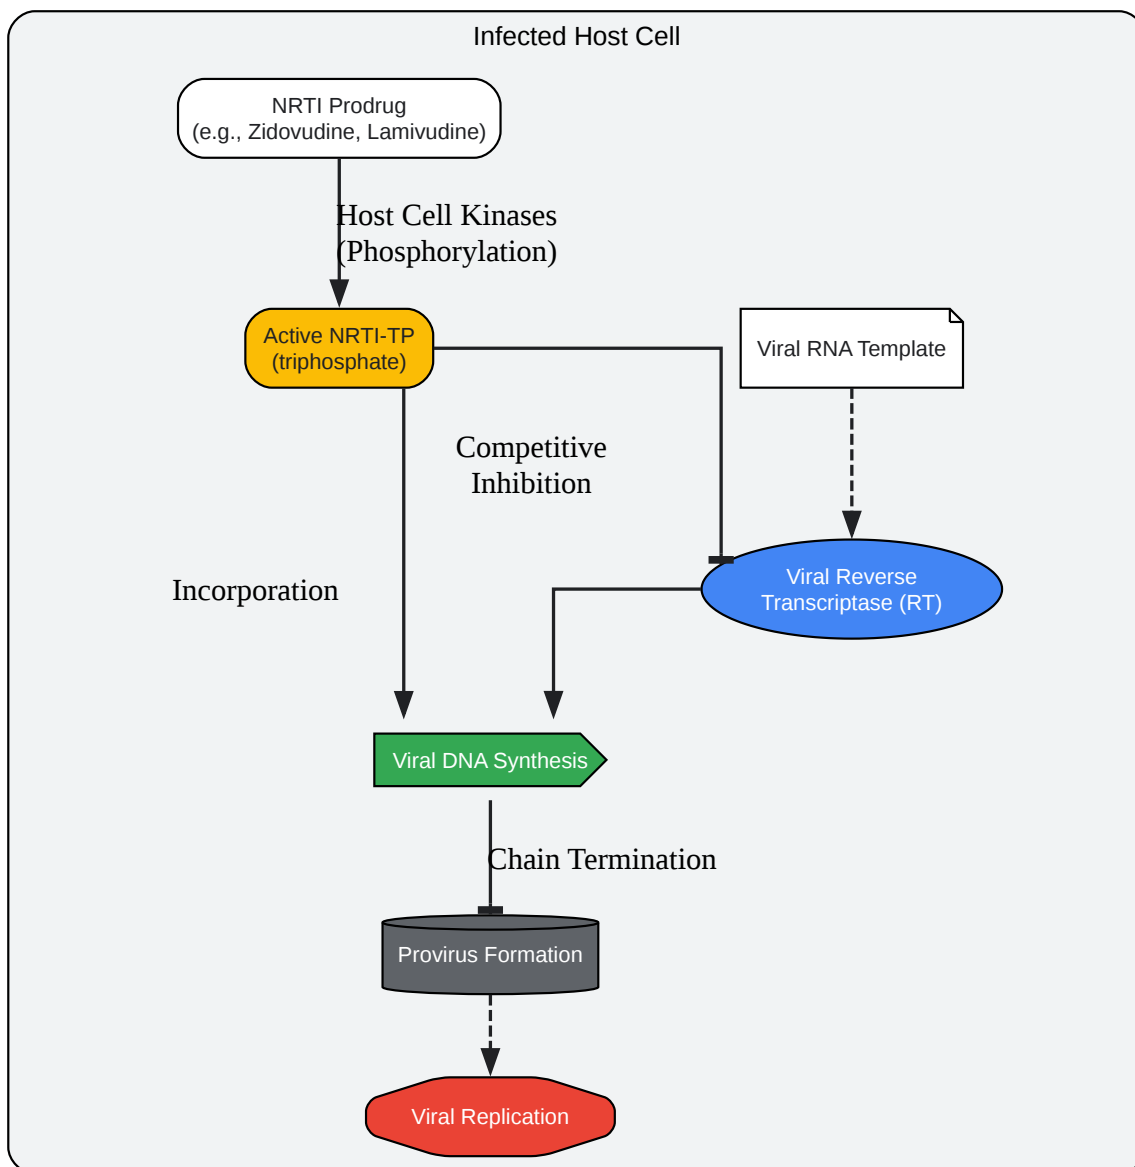 Infected Host Cell
NRTI Prodrug
(e.g., Zidovudine, Lamivudine)
Host Cell Kinases
(Phosphorylation)
Active NRTI-TP
(triphosphate)
Viral RNA Template
Competitive
Inhibition
Incorporation
Viral Reverse
Transcriptase (RT)
Viral DNA Synthesis
Chain Termination
Provirus Formation
Viral Replication